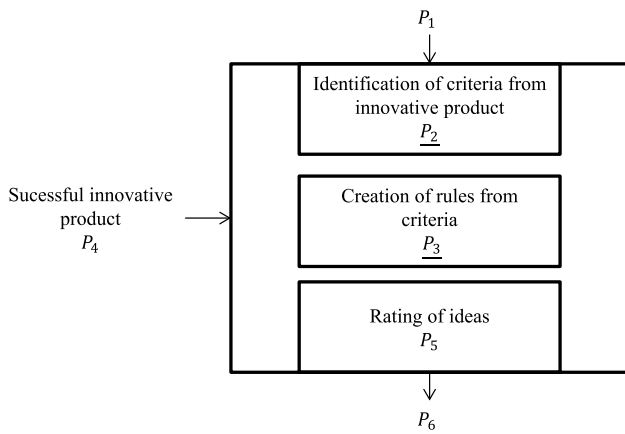 P1
Identification of criteria from
innovative product
P2
Sucessful innovative
product
P4
Creation of rules from
criteria
P3
Rating of ideas
P5
P6